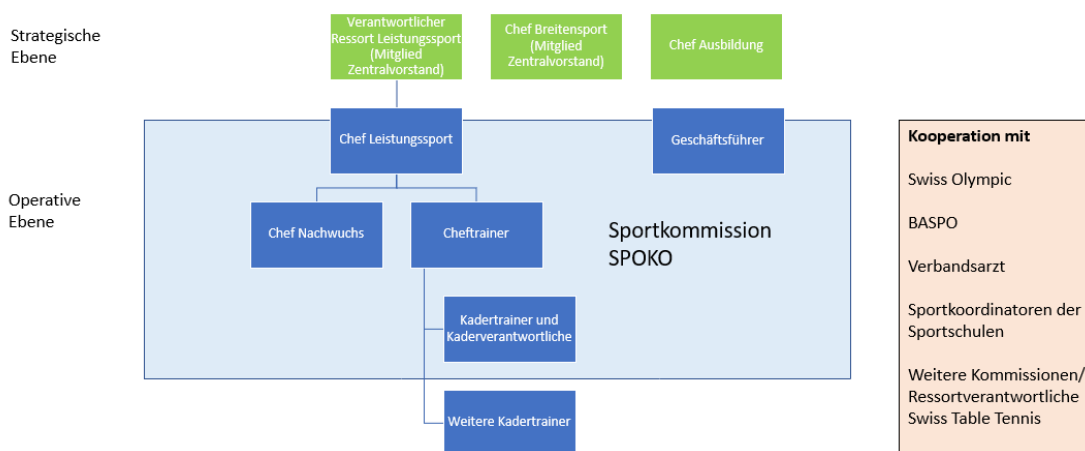 Strategische
Ebene
Verantwortlicher
Ressort Leistungssport
(Mitglied
Zentralvorstand)
Chef Breitensport
(Mitglied
Zentralvorstand)
Chef Ausbildung
Chef Leistungssport
Geschäftsführer
Operative
Ebene
Chef Nachwuchs
Cheftrainer
Sportkommission
SPOKO
Kadertrainer und
Kaderverantwortliche
Weitere Kadertrainer
Kooperation mit
Swiss Olympic
BASPO
Verbandsarzt
Sportkoordinatoren der
Sportschulen
Weitere Kommissionen/
Ressortverantwortliche
Swiss Table Tennis